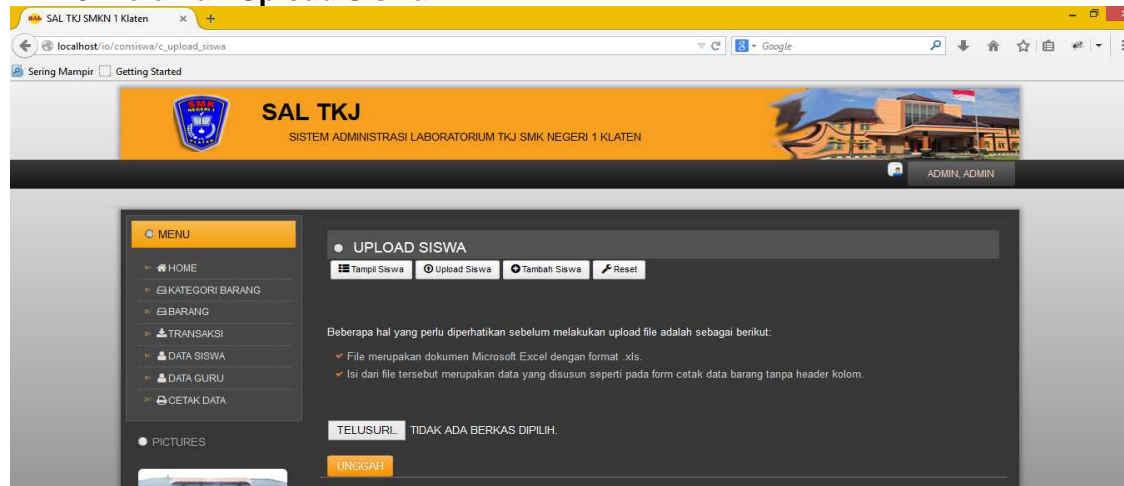 SAL TKJ SMKN 1 Klaten
localhost/io/consiswa/c_upload_siswa
Google
Sering Mampir
Getting Started
SMK
SAL TKJ
SISTEM ADMINISTRASI LABORATORIUM TKJ SMK NEGERI 1 KLATEN
ADMIN, ADMIN
MENU
HOME
KATEGORI BARANG
BARANG
TRANSAKSI
DATA SISWA
DATA GURU
CETAK DATA
PICTURES
UPLOAD SISWA
Tampil Siswa Upload Siswa Tambah Siswa Reset
Beberapa hal yang perlu diperhatikan sebelum melakukan upload file adalah sebagai berikut:
File merupakan dokumen Microsoft Excel dengan format .xls.
Isi dari file tersebut merupakan data yang disusun seperti pada form cetak data barang tanpa header kolom.
TELUSURI... TIDAK ADA BERKAS DIPILIH.
UNGGAH